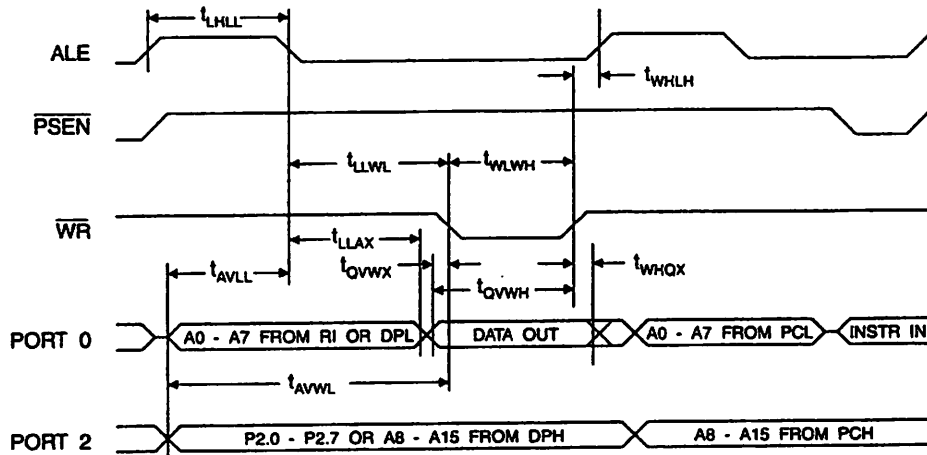 tLHLL
ALE
tWHLH
PSEN
tLLWL
tWLWH
WR
tLLAX
tQVWX
tWHQX
tAVLL
tQVWH
PORT 0
A0 - A7 FROM RI OR DPL
DATA OUT
A0 - A7 FROM PCL
INSTR IN
tAVWL
PORT 2
P2.0 - P2.7 OR A8 - A15 FROM DPH
A8 - A15 FROM PCH